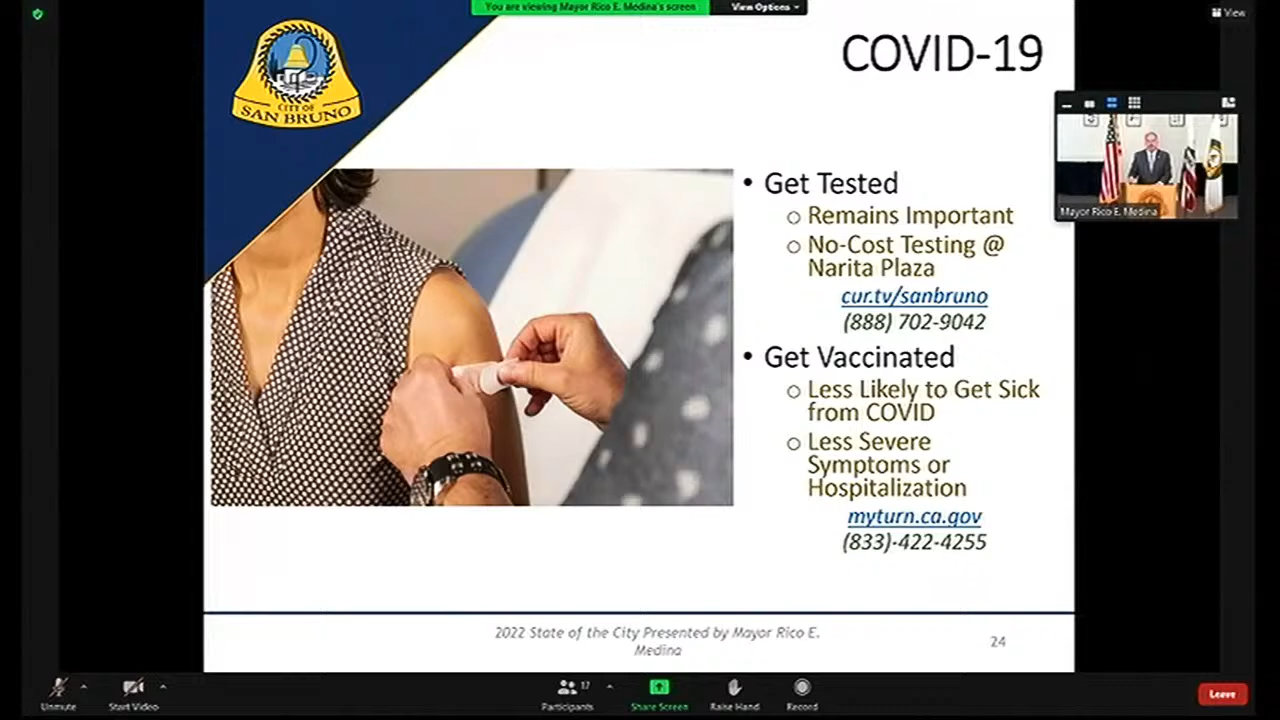 You are viewing Mayor Rico E. Medina's screen
View Options
View
CITY OF
SAN BRUNO
COVID-19
Mayor Rico E. Medina
• Get Tested
o Remains Important
o No-Cost Testing @
Narita Plaza
cur.tv/sanbruno
(888) 702-9042
• Get Vaccinated
o Less Likely to Get Sick
from COVID
o Less Severe
Symptoms or
Hospitalization
myturn.ca.gov
(833)-422-4255
2022 State of the City Presented by Mayor Rico E.
Medina
24
Unmute
Start Video
17
Participants
Share Screen
Raise Hand
Record
Leave